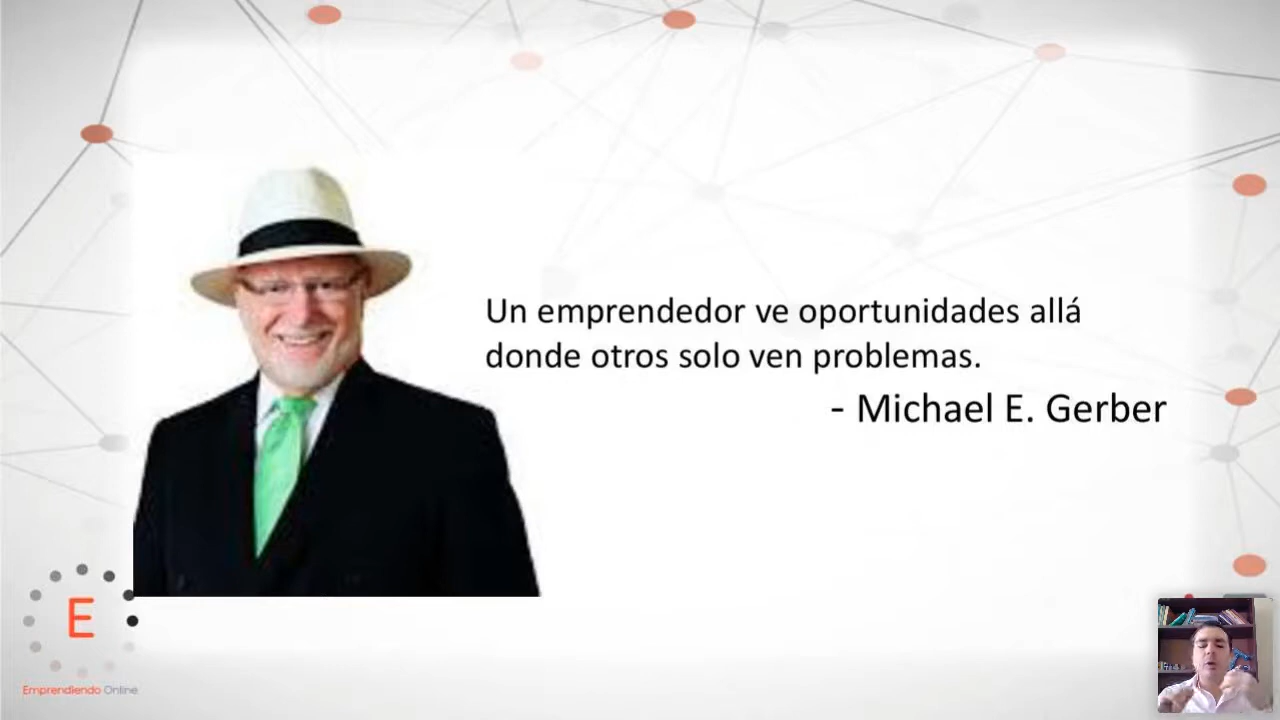 Un emprendedor ve oportunidades allá
donde otros solo ven problemas.
- Michael E. Gerber
E
Emprendiendo Online